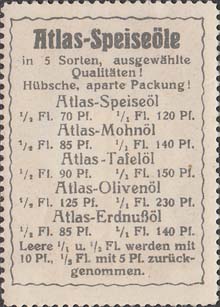 Atlas-Speiseöle
in 5 Sorten, ausgewählte
Qualitäten!
Hübsche, aparte Packung!
Atlas-Speiseöl
½ Fl. 70 Pf. ¹/₁ Fl. 120 Pf.
Atlas-Mohnöl
½ Fl. 85 Pf. ¹/₁ Fl. 140 Pf.
Atlas-Tafelöl
½ Fl. 90 Pf. ¹/₁ Fl. 150 Pf.
Atlas-Olivenöl
½ Fl. 125 Pf. ¹/₁ Fl. 230 Pf.
Atlas-Erdnußöl
½ Fl. 85 Pf. ¹/₁ Fl. 140 Pf.
Leere ¹/₁ u. ½ Fl. werden mit
10 Pf., ½ Fl. mit 5 Pf. zurück-
genommen.